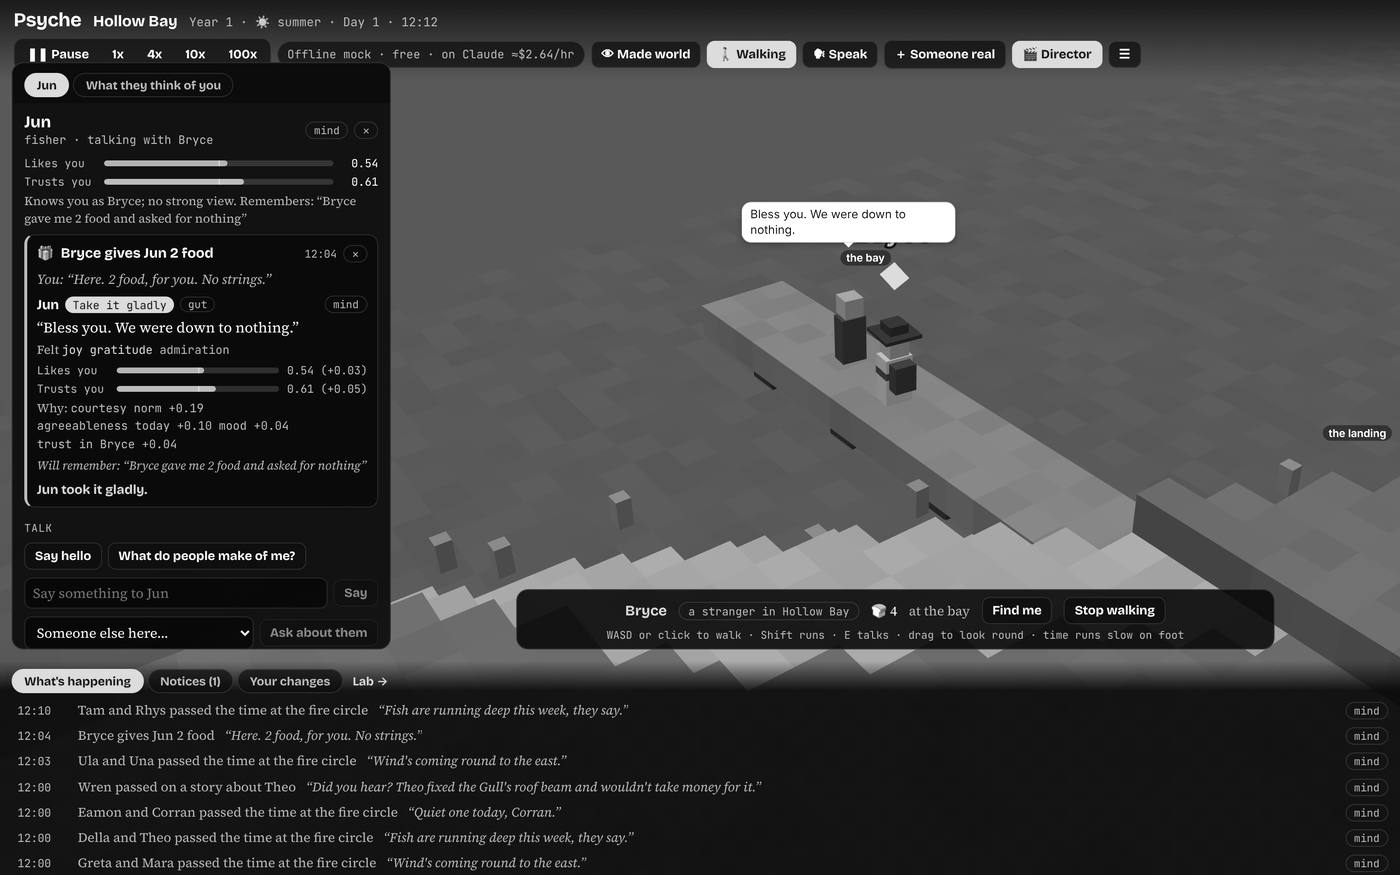 Psyche Hollow Bay Year 1 · ☀ summer · Day 1 · 12:12
❚❚ Pause 1x 4x 10x 100x Offline mock · free · on Claude ≈$2.64/hr 👁 Made world 🚶 Walking 🗣 Speak + Someone real 🎬 Director ☰
Jun What they think of you
Jun
fisher · talking with Bryce
mind ×
Likes you 0.54
Trusts you 0.61
Knows you as Bryce; no strong view. Remembers: “Bryce
gave me 2 food and asked for nothing”
🎁 Bryce gives Jun 2 food 12:04 ×
You: “Here. 2 food, for you. No strings.”
Jun Take it gladly gut mind
“Bless you. We were down to nothing.”
Felt joy gratitude admiration
Likes you 0.54 (+0.03)
Trusts you 0.61 (+0.05)
Why: courtesy norm +0.19
agreeableness today +0.10 mood +0.04
trust in Bryce +0.04
Will remember: “Bryce gave me 2 food and asked for nothing”
Jun took it gladly.
TALK
Say hello What do people make of me?
Say something to Jun Say
Someone else here... Ask about them
Bless you. We were down to
nothing.
the bay
the landing
Bryce a stranger in Hollow Bay 4 at the bay Find me Stop walking
WASD or click to walk · Shift runs · E talks · drag to look round · time runs slow on foot
What's happening Notices (1) Your changes Lab →
12:10 Tam and Rhys passed the time at the fire circle “Fish are running deep this week, they say.” mind
12:04 Bryce gives Jun 2 food “Here. 2 food, for you. No strings.” mind
12:03 Ula and Una passed the time at the fire circle “Wind's coming round to the east.” mind
12:00 Wren passed on a story about Theo “Did you hear? Theo fixed the Gull's roof beam and wouldn't take money for it.” mind
12:00 Eamon and Corran passed the time at the fire circle “Quiet one today, Corran.” mind
12:00 Della and Theo passed the time at the fire circle “Fish are running deep this week, they say.” mind
12:00 Greta and Mara passed the time at the fire circle “Wind's coming round to the east.” mind